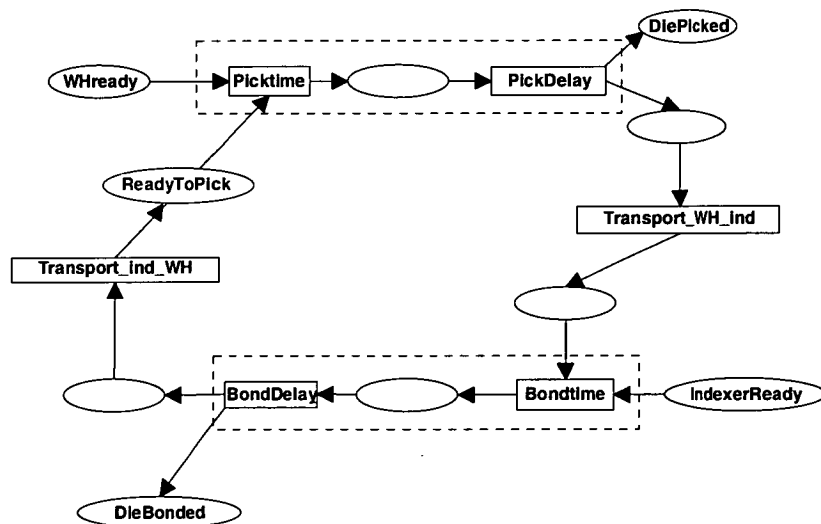 DiePicked
WHready
Picktime
PickDelay
ReadyToPick
Transport_WH_ind
Transport_ind_WH
BondDelay
Bondtime
IndexerReady
DieBonded